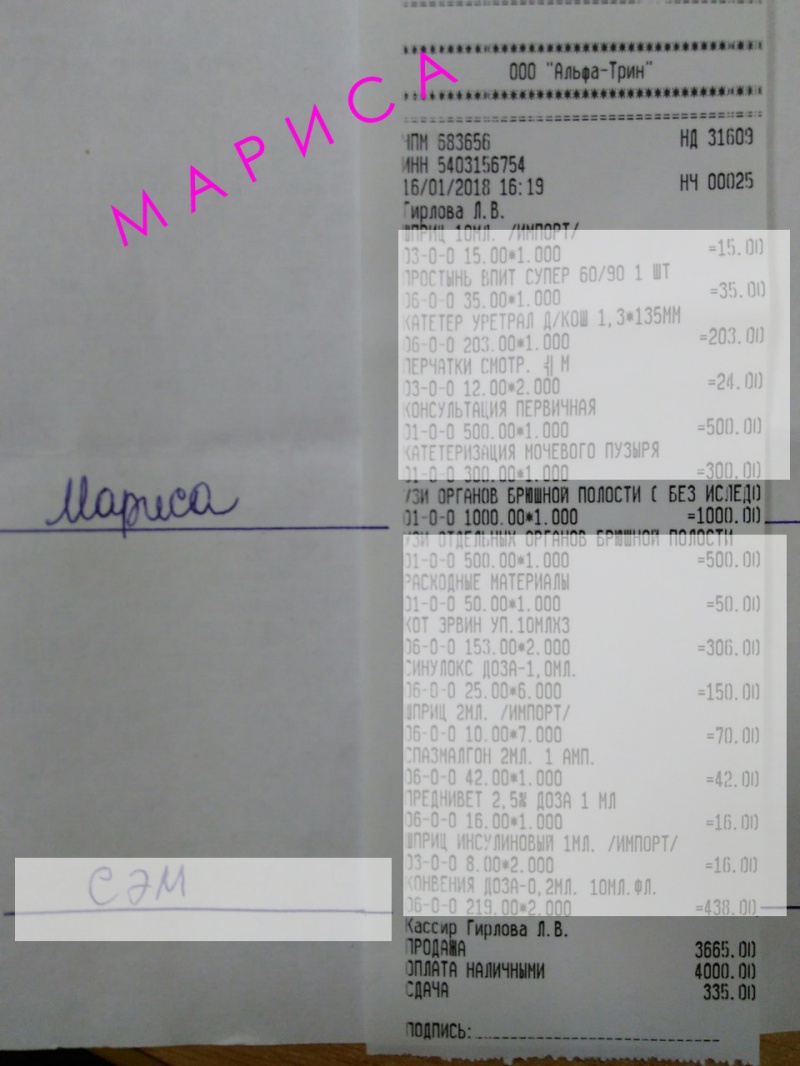 МАРИСА
ООО "Альфа-Трин"
ЧПМ 683656 НД 31609
ИНН 5403156754
16/01/2018 16:19 НЧ 00025
Гирлова Л.В.
ШПРИЦ 10МЛ. /ИМПОРТ/
03-0-0 15.00*1.000 =15.00
ПРОСТЫНЬ ВПИТ СУПЕР 60/90 1 ШТ
06-0-0 35.00*1.000 =35.00
КАТЕТЕР УРЕТРАЛ Д/КОШ 1,3*135ММ
06-0-0 203.00*1.000 =203.00
ПЕРЧАТКИ СМОТР. М
03-0-0 12.00*2.000 =24.00
КОНСУЛЬТАЦИЯ ПЕРВИЧНАЯ
01-0-0 500.00*1.000 =500.00
КАТЕТЕРИЗАЦИЯ МОЧЕВОГО ПУЗЫРЯ
01-0-0 300.00*1.000 =300.00
Мариса
УЗИ ОРГАНОВ БРЮШНОЙ ПОЛОСТИ ( БЕЗ ИСЛЕД)
01-0-0 1000.00*1.000 =1000.00
УЗИ ОТДЕЛЬНЫХ ОРГАНОВ БРЮШНОЙ ПОЛОСТИ
01-0-0 500.00*1.000 =500.00
РАСХОДНЫЕ МАТЕРИАЛЫ
01-0-0 50.00*1.000 =50.00
КОТ ЭРВИН УП.10МЛХ3
06-0-0 153.00*2.000 =306.00
СИНУЛОКС ДОЗА-1,0МЛ.
06-0-0 25.00*6.000 =150.00
ШПРИЦ 2МЛ. /ИМПОРТ/
06-0-0 10.00*7.000 =70.00
СПАЗМАЛГОН 2МЛ. 1 АМП.
06-0-0 42.00*1.000 =42.00
ПРЕДНИВЕТ 2,5% ДОЗА 1 МЛ
06-0-0 16.00*1.000 =16.00
ШПРИЦ ИНСУЛИНОВЫЙ 1МЛ. /ИМПОРТ/
03-0-0 8.00*2.000 =16.00
СЭМ
КОНВЕНИЯ ДОЗА-0,2МЛ. 10МЛ.ФЛ.
06-0-0 219.00*2.000 =438.00
Кассир Гирлова Л.В.
ПРОДАЖА 3665.00
ОПЛАТА НАЛИЧНЫМИ 4000.00
СДАЧА 335.00
ПОДПИСЬ: